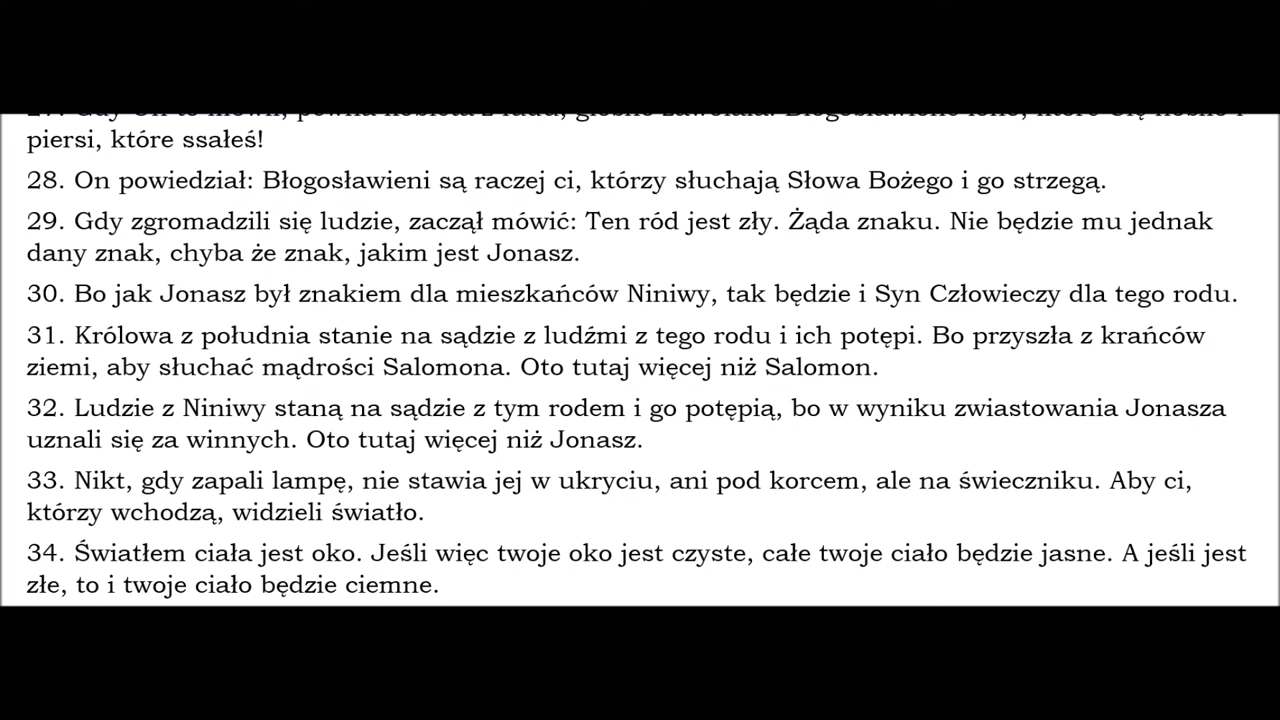 piersi, które ssałeś!
28. On powiedział: Błogosławieni są raczej ci, którzy słuchają Słowa Bożego i go strzegą.
29. Gdy zgromadzili się ludzie, zaczął mówić: Ten ród jest zły. Żąda znaku. Nie będzie mu jednak
dany znak, chyba że znak, jakim jest Jonasz.
30. Bo jak Jonasz był znakiem dla mieszkańców Niniwy, tak będzie i Syn Człowieczy dla tego rodu.
31. Królowa z południa stanie na sądzie z ludźmi z tego rodu i ich potępi. Bo przyszła z krańców
ziemi, aby słuchać mądrości Salomona. Oto tutaj więcej niż Salomon.
32. Ludzie z Niniwy staną na sądzie z tym rodem i go potępią, bo w wyniku zwiastowania Jonasza
uznali się za winnych. Oto tutaj więcej niż Jonasz.
33. Nikt, gdy zapali lampę, nie stawia jej w ukryciu, ani pod korcem, ale na świeczniku. Aby ci,
którzy wchodzą, widzieli światło.
34. Światłem ciała jest oko. Jeśli więc twoje oko jest czyste, całe twoje ciało będzie jasne. A jeśli jest
złe, to i twoje ciało będzie ciemne.